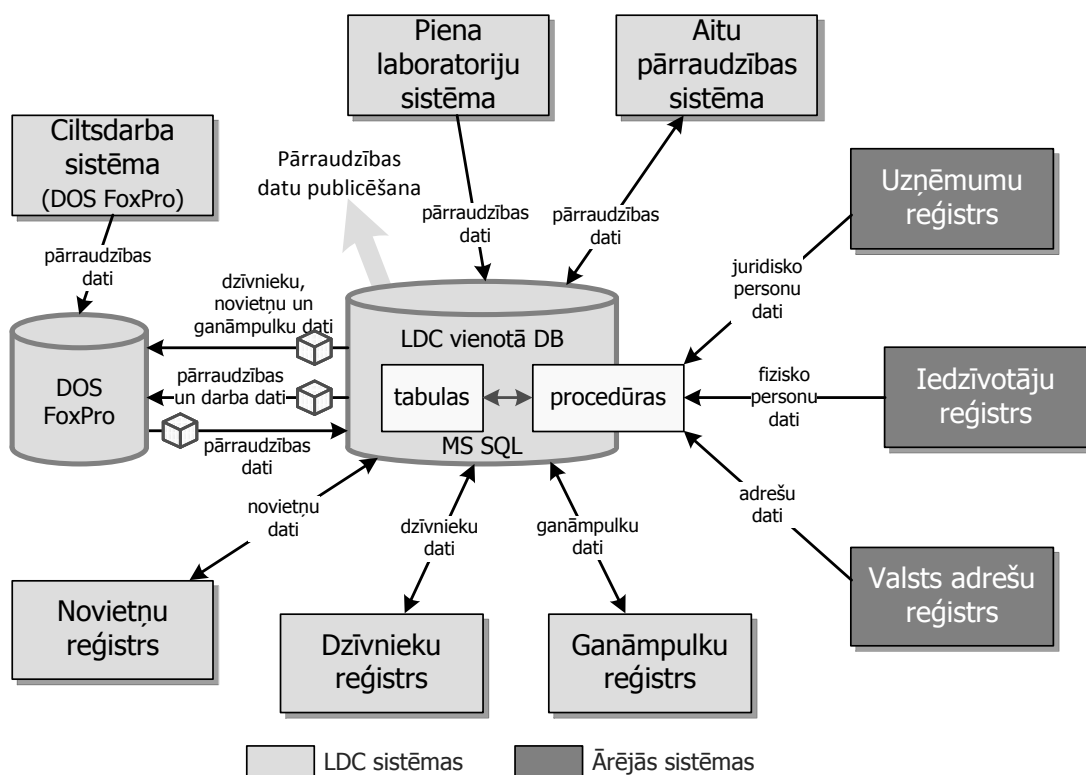 Piena
laboratoriju
sistēma
Aitu
pārraudzības
sistēma
Ciltsdarba
sistēma
(DOS FoxPro)
Pārraudzības
datu publicēšana
Uzņēmumu
reģistrs
pārraudzības
dati
pārraudzības
dati
pārraudzības
dati
juridisko
personu
dati
dzīvnieku,
novietņu un
ganāmpulku dati
LDC vienotā DB
DOS
FoxPro
pārraudzības
un darba dati
tabulas
procedūras
fizisko
personu
dati
Iedzīvotāju
reģistrs
pārraudzības
dati
MS SQL
novietņu
dati
dzīvnieku
dati
ganāmpulku
dati
adrešu
dati
Novietņu
reģistrs
Dzīvnieku
reģistrs
Ganāmpulku
reģistrs
Valsts adrešu
reģistrs
LDC sistēmas
Ārējās sistēmas